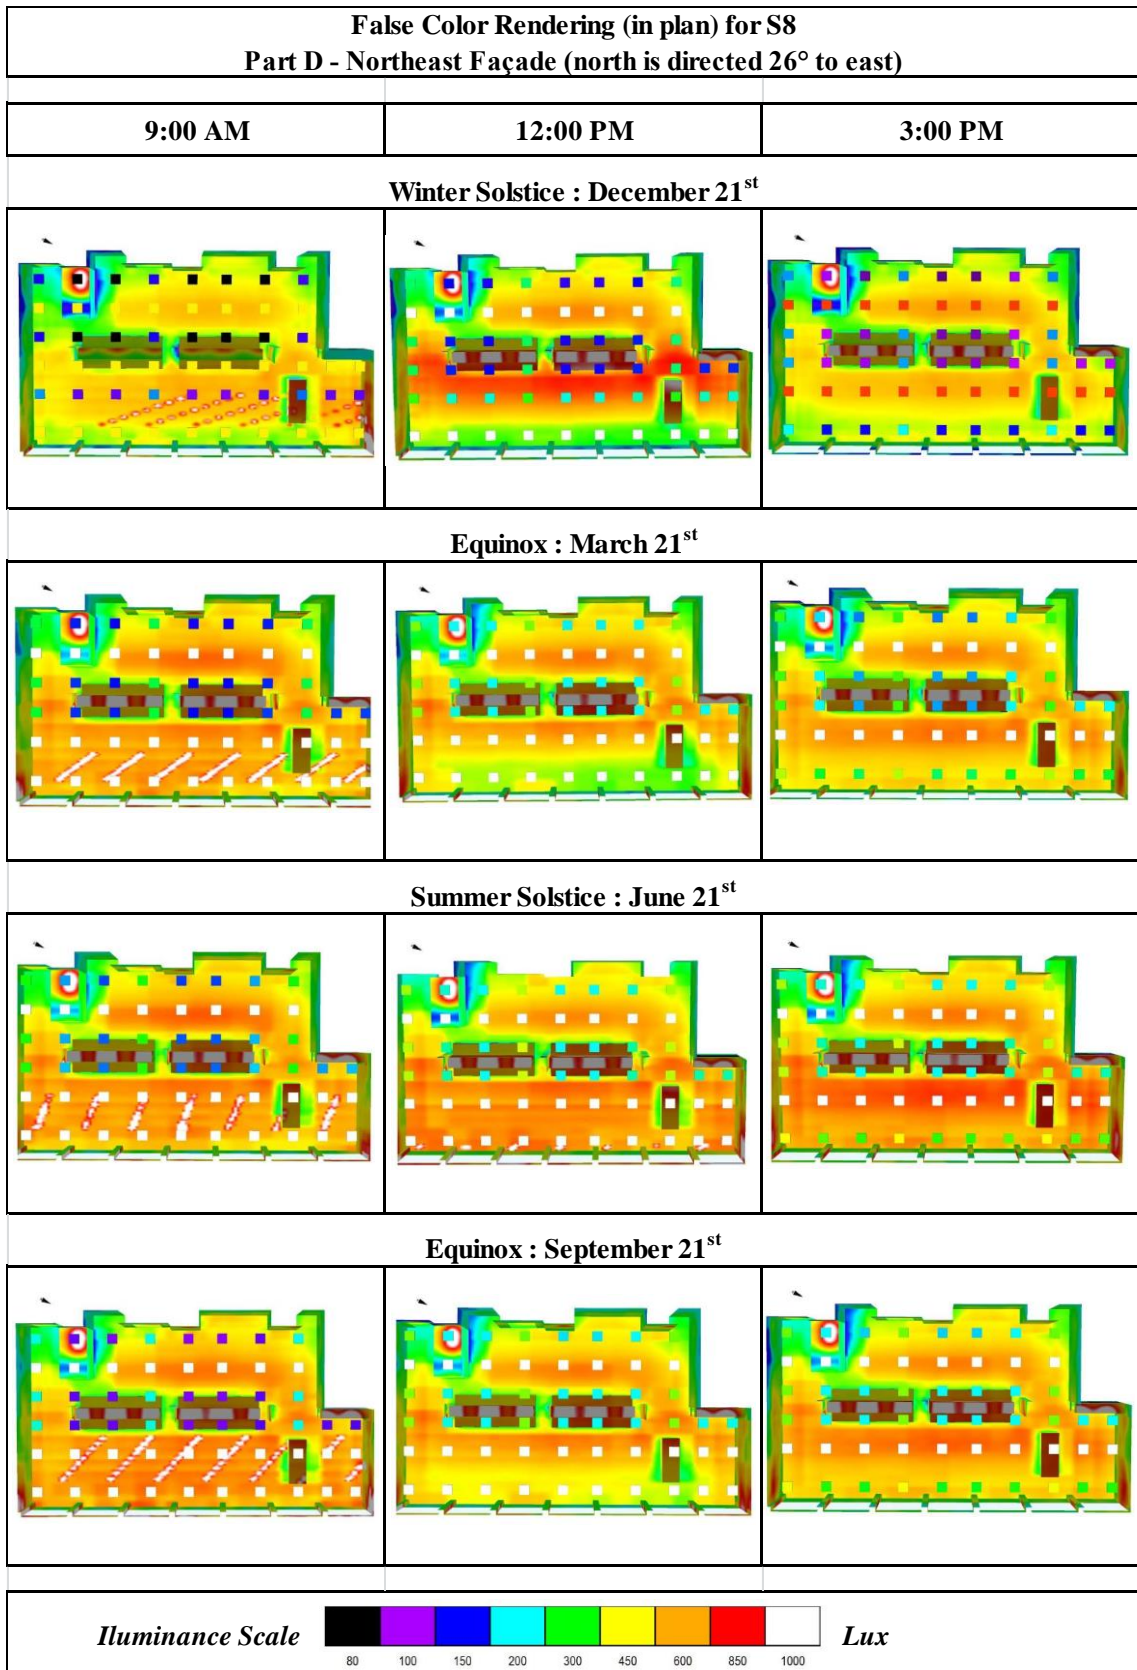 False Color Rendering (in plan) for S8
Part D - Northeast Façade (north is directed 26° to east)
9:00 AM 12:00 PM 3:00 PM
Winter Solstice : December 21st
Equinox : March 21st
Summer Solstice : June 21st
Equinox : September 21st
Iluminance Scale Lux
80 100 150 200 300 450 600 850 1000